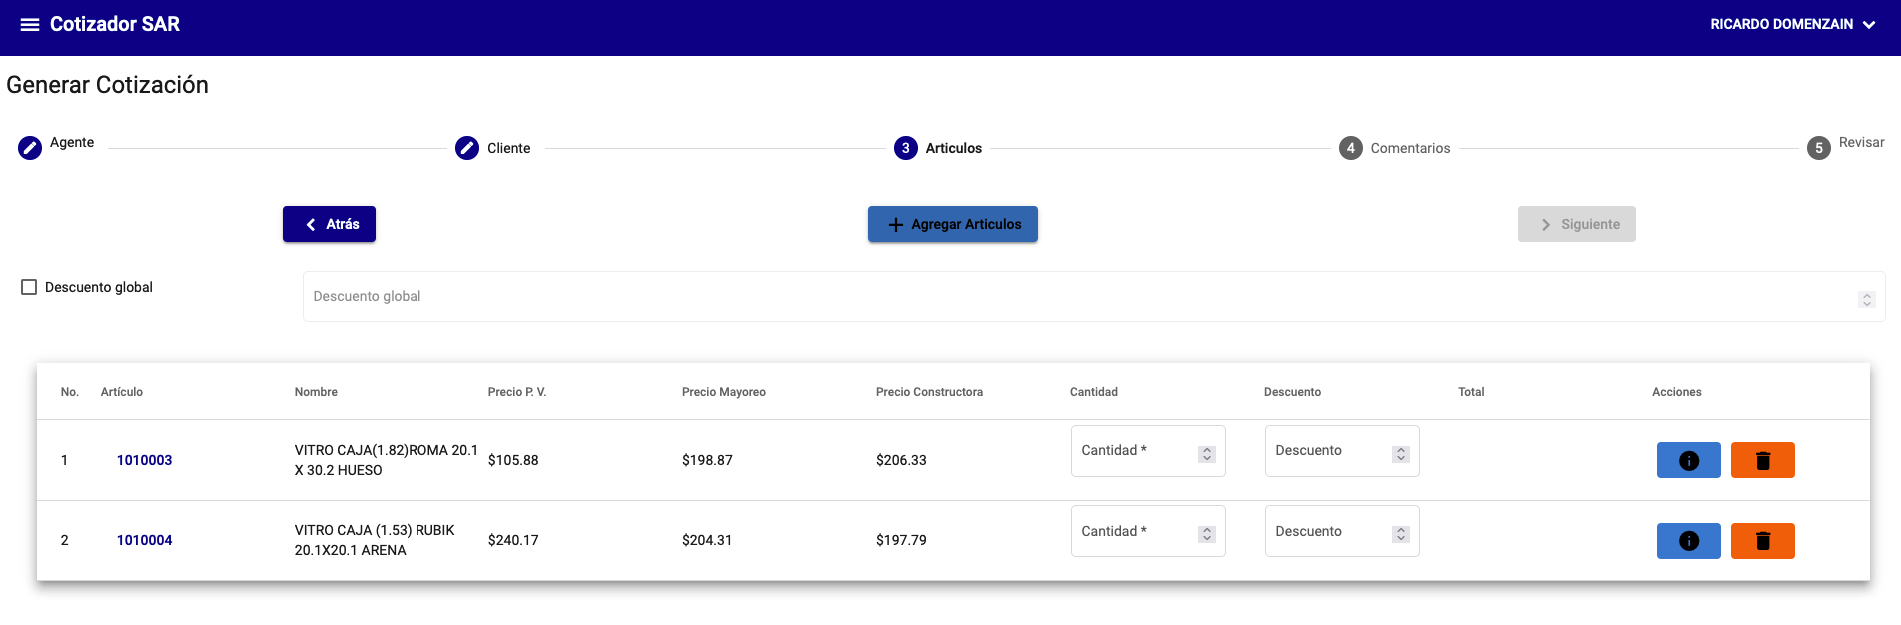 Cotizador SAR
RICARDO DOMENZAIN
Generar Cotización
Agente
Cliente
3 Articulos
4 Comentarios
5 Revisar
Atrás
Agregar Articulos
Siguiente
Descuento global
Descuento global
No. Artículo Nombre Precio P. V. Precio Mayoreo Precio Constructora Cantidad Descuento Total Acciones
1 1010003 VITRO CAJA(1.82)ROMA 20.1 $105.88 $198.87 $206.33 Cantidad * Descuento
X 30.2 HUESO
2 1010004 VITRO CAJA (1.53) RUBIK $240.17 $204.31 $197.79 Cantidad * Descuento
20.1X20.1 ARENA